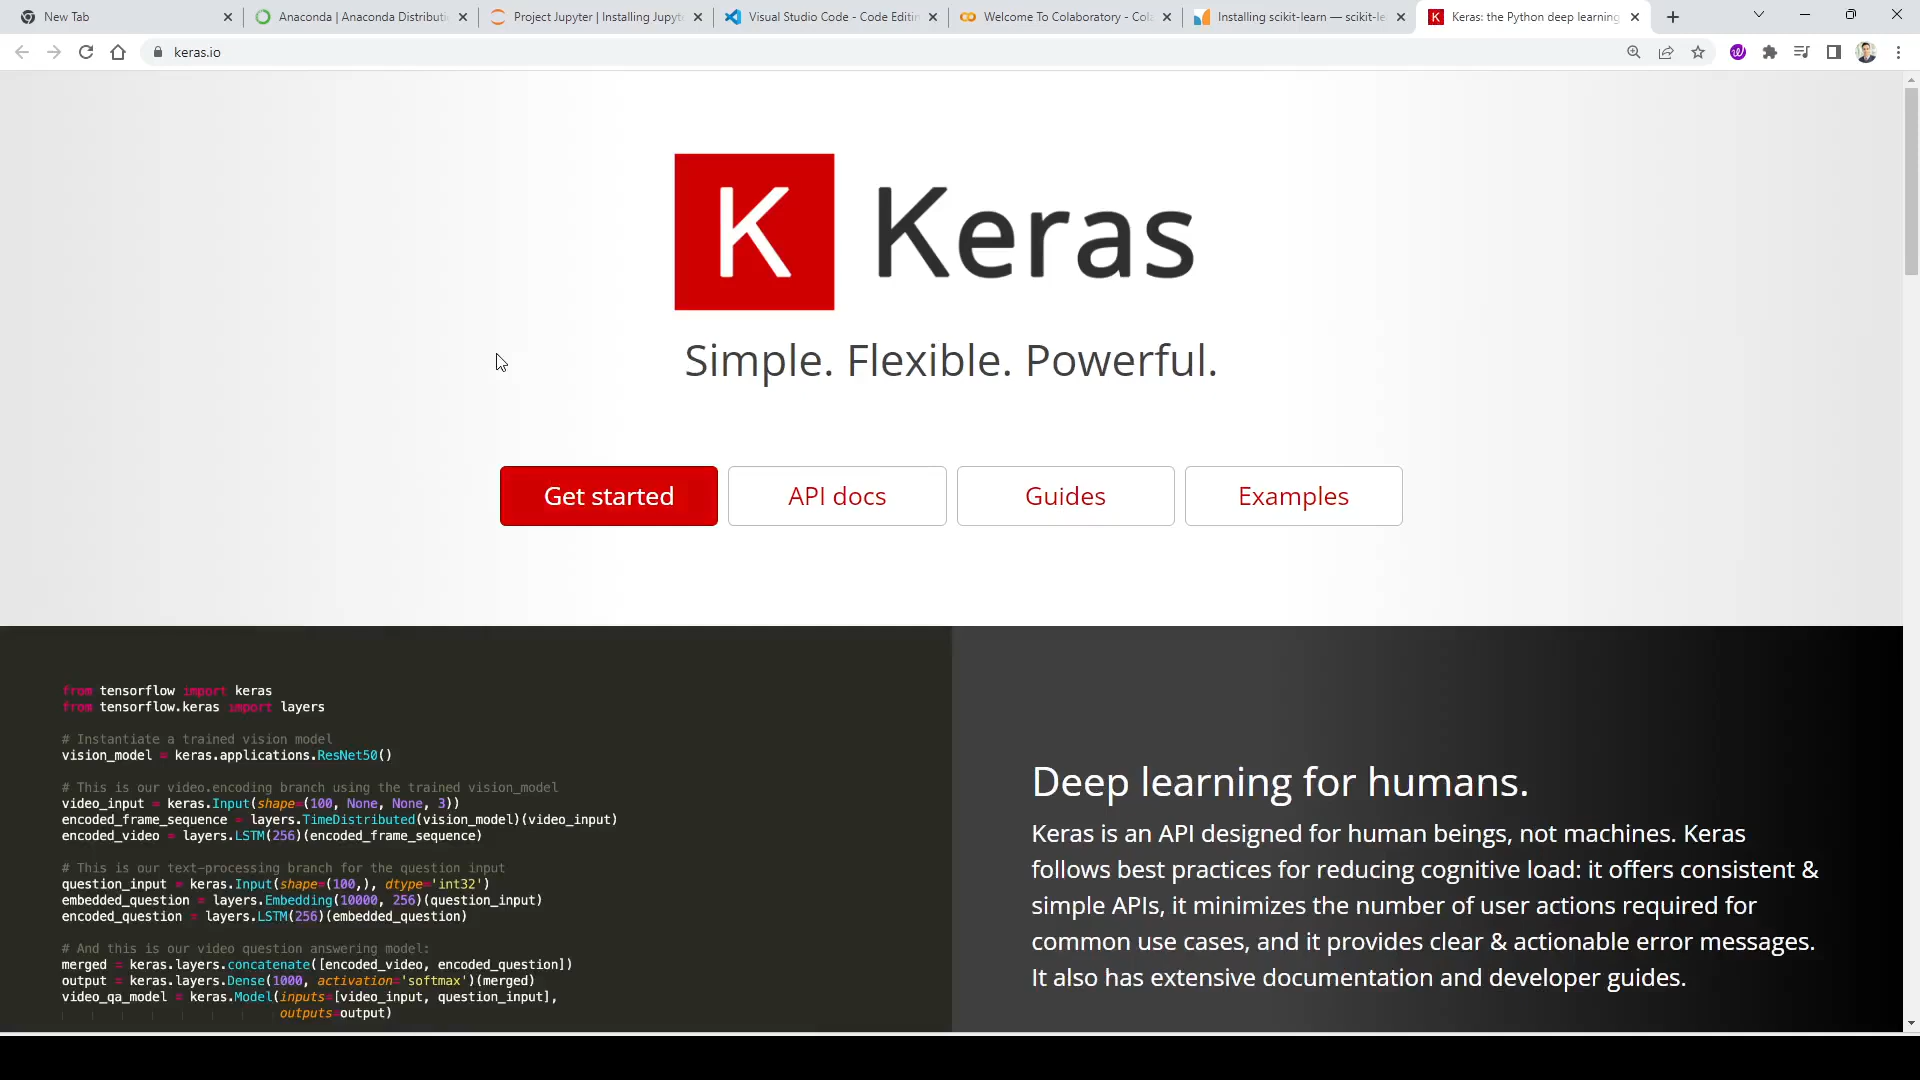 New Tab
Anaconda | Anaconda Distributi
Project Jupyter | Installing Jupyt
Visual Studio Code - Code Editin
Welcome To Colaboratory - Col
Installing scikit-learn — scikit-le
Keras: the Python deep learning
keras.io
K Keras
Simple. Flexible. Powerful.
Get started
API docs
Guides
Examples
from tensorflow import keras
from tensorflow.keras import layers
# Instantiate a trained vision model
vision_model = keras.applications.ResNet50()
# This is our video.encoding branch using the trained vision_model
video_input = keras.Input(shape=(100, None, None, 3))
encoded_frame_sequence = layers.TimeDistributed(vision_model)(video_input)
encoded_video = layers.LSTM(256)(encoded_frame_sequence)
# This is our text-processing branch for the question input
question_input = keras.Input(shape=(100,), dtype='int32')
embedded_question = layers.Embedding(10000, 256)(question_input)
encoded_question = layers.LSTM(256)(embedded_question)
# And this is our video question answering model:
merged = keras.layers.concatenate([encoded_video, encoded_question])
output = keras.layers.Dense(1000, activation='softmax')(merged)
video_qa_model = keras.Model(inputs=[video_input, question_input],
outputs=output)
Deep learning for humans.
Keras is an API designed for human beings, not machines. Keras
follows best practices for reducing cognitive load: it offers consistent &
simple APIs, it minimizes the number of user actions required for
common use cases, and it provides clear & actionable error messages.
It also has extensive documentation and developer guides.